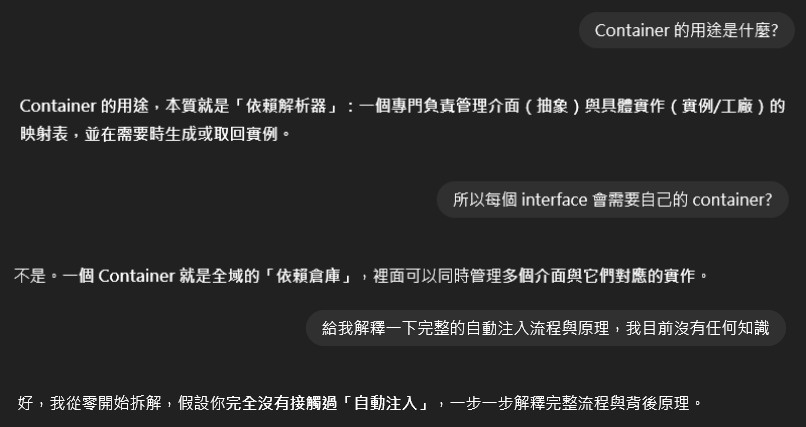 Container 的用途是什麼?
Container 的用途，本質就是「依賴解析器」：一個專門負責管理介面（抽象）與具體實作（實例/工廠）的
映射表，並在需要時生成或取回實例。
所以每個 interface 會需要自己的 container?
不是。一個 Container 就是全域的「依賴倉庫」，裡面可以同時管理多個介面與它們對應的實作。
給我解釋一下完整的自動注入流程與原理，我目前沒有任何知識
好，我從零開始拆解，假設你完全沒有接觸過「自動注入」，一步一步解釋完整流程與背後原理。